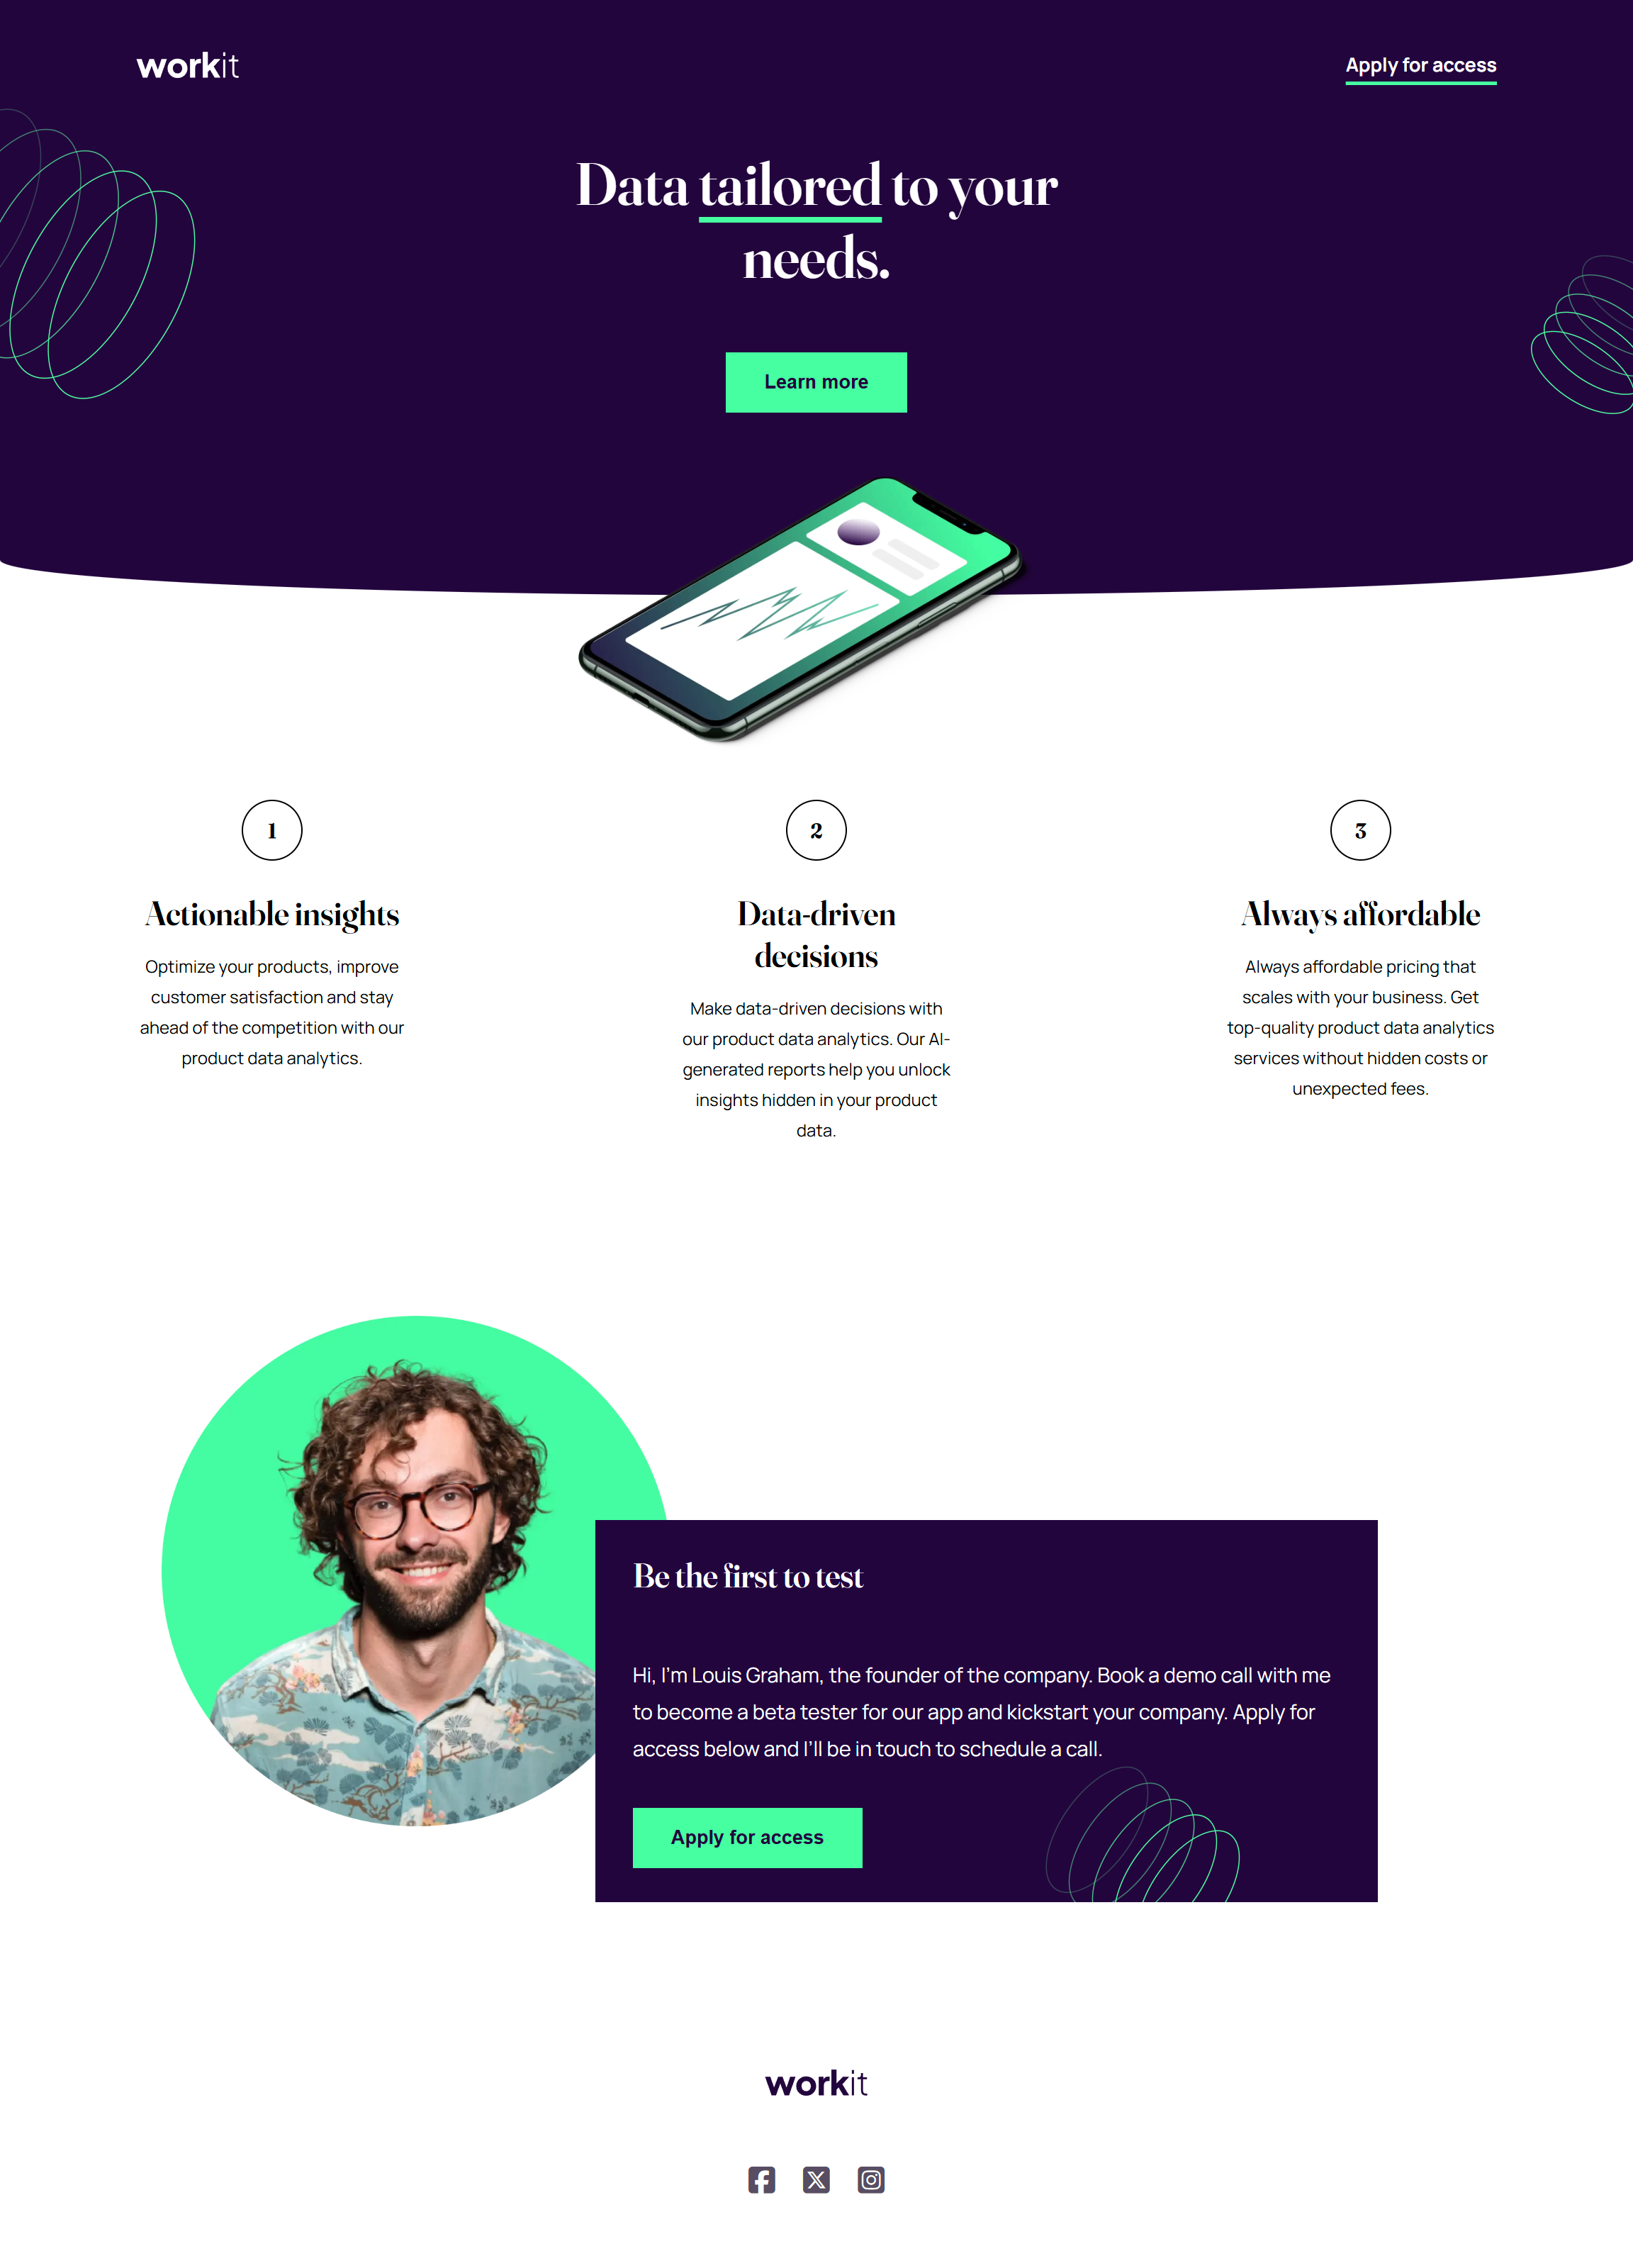 workit
Apply for access
Data tailored to your
needs.
Learn more
1
Actionable insights
Optimize your products, improve
customer satisfaction and stay
ahead of the competition with our
product data analytics.
2
Data-driven
decisions
Make data-driven decisions with
our product data analytics. Our AI-
generated reports help you unlock
insights hidden in your product
data.
3
Always affordable
Always affordable pricing that
scales with your business. Get
top-quality product data analytics
services without hidden costs or
unexpected fees.
Be the first to test
Hi, I'm Louis Graham, the founder of the company. Book a demo call with me
to become a beta tester for our app and kickstart your company. Apply for
access below and I'll be in touch to schedule a call.
Apply for access
workit